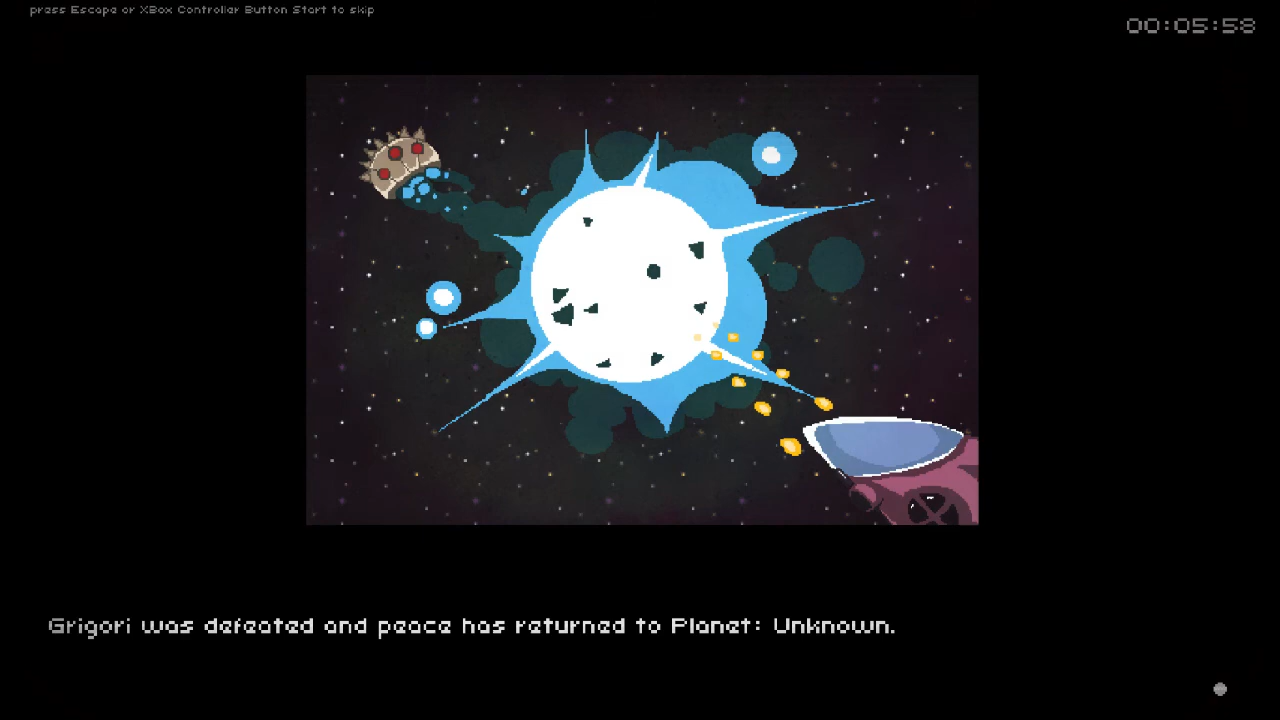 press Escape or XBox Controller Button Start to skip
00:05:58
Grigori was defeated and peace has returned to Planet: Unknown.